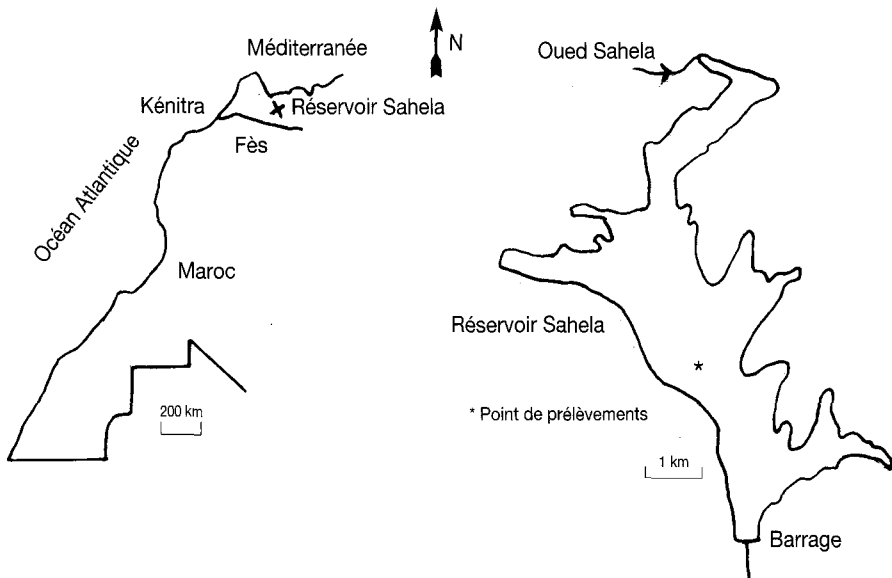 Méditerranée
N
Kénitra
Réservoir Sahela
Fès
Océan Atlantique
Maroc
200 km
Oued Sahela
Réservoir Sahela
*
* Point de prélèvements
1 km
Barrage